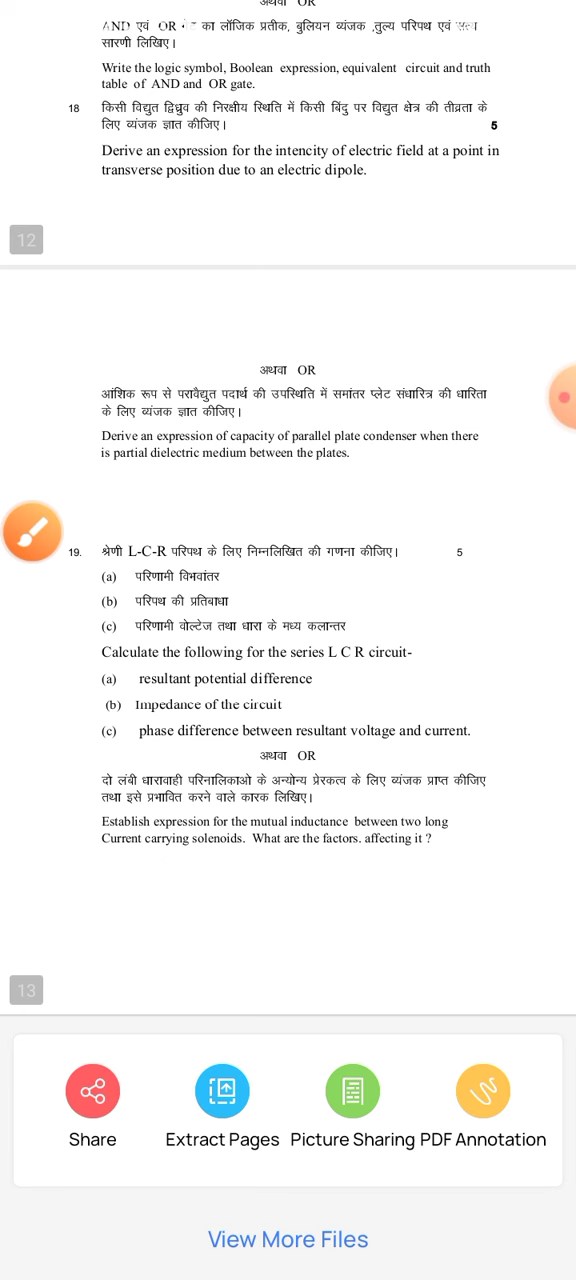 अथवा OR
AND एवं OR का लॉजिक प्रतीक, बुलियन व्यंजक ,तुल्य परिपथ एवं सत्य
सारणी लिखिए।
Write the logic symbol, Boolean expression, equivalent circuit and truth
table of AND and OR gate.
18 किसी विद्युत द्विध्रुव की निरक्षीय स्थिति में किसी बिंदु पर विद्युत क्षेत्र की तीव्रता के
लिए व्यंजक ज्ञात कीजिए। 5
Derive an expression for the intencity of electric field at a point in
transverse position due to an electric dipole.
12
अथवा OR
आंशिक रूप से परावैद्युत पदार्थ की उपस्थिति में समांतर प्लेट संधारित्र की धारिता
के लिए व्यंजक ज्ञात कीजिए।
Derive an expression of capacity of parallel plate condenser when there
is partial dielectric medium between the plates.
19. श्रेणी L-C-R परिपथ के लिए निम्नलिखित की गणना कीजिए। 5
(a) परिणामी विभवांतर
(b) परिपथ की प्रतिबाधा
(c) परिणामी वोल्टेज तथा धारा के मध्य कलान्तर
Calculate the following for the series L C R circuit-
(a) resultant potential difference
(b) Impedance of the circuit
(c) phase difference between resultant voltage and current.
अथवा OR
दो लंबी धारावाही परिनालिकाओ के अन्योन्य प्रेरकत्व के लिए व्यंजक प्राप्त कीजिए
तथा इसे प्रभावित करने वाले कारक लिखिए।
Establish expression for the mutual inductance between two long
Current carrying solenoids. What are the factors. affecting it ?
13
Share Extract Pages Picture Sharing PDF Annotation
View More Files